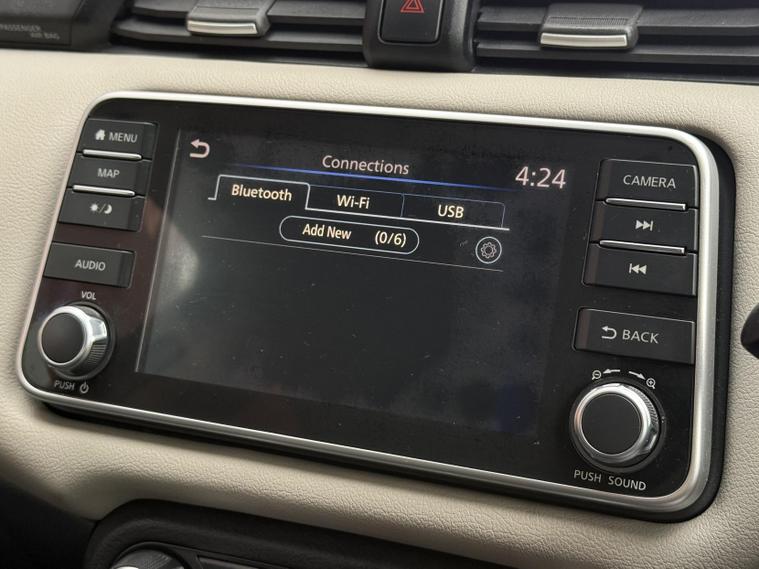 PASSENGER
AIR BAG
MENU
MAP
AUDIO
VOL
PUSH
Connections
4:24
Bluetooth
Wi-Fi
USB
Add New (0/6)
CAMERA
BACK
PUSH SOUND